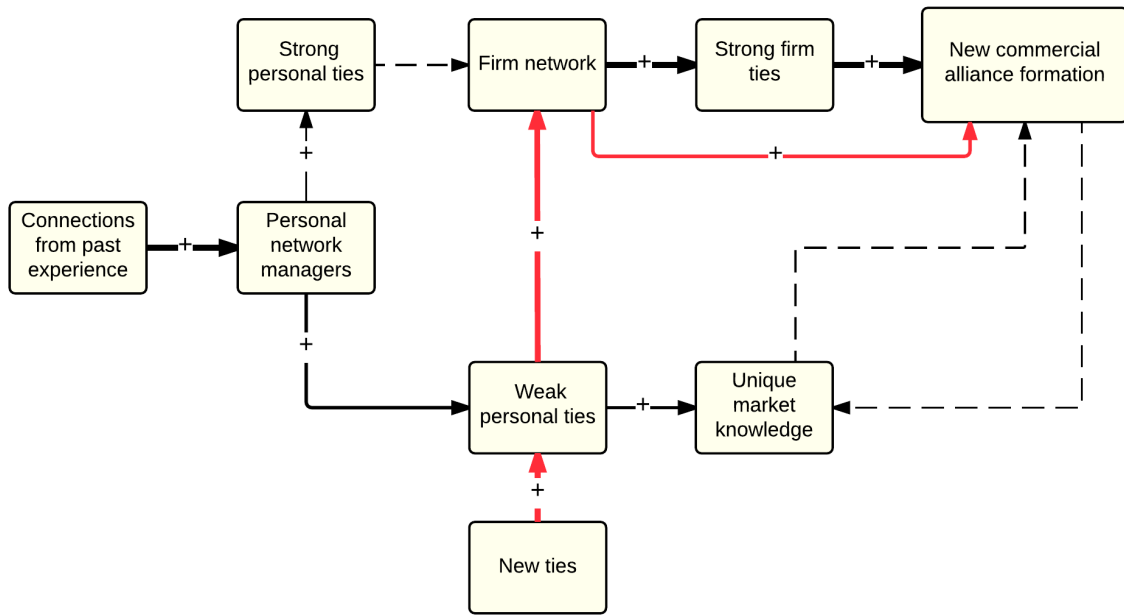 Strong
personal ties
Firm network
+
Strong firm
ties
+
New commercial
alliance formation
+
+
Connections
from past
experience
+
Personal
network
managers
+
+
Weak
personal ties
+
Unique
market
knowledge
+
New ties